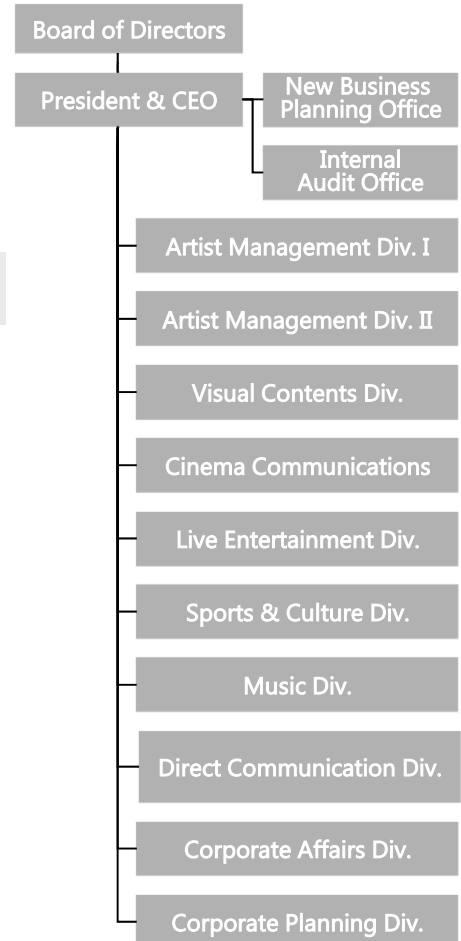 Board of Directors
President & CEO
New Business
Planning Office
Internal
Audit Office
Artist Management Div. Ⅰ
Artist Management Div. Ⅱ
Visual Contents Div.
Cinema Communications
Live Entertainment Div.
Sports & Culture Div.
Music Div.
Direct Communication Div.
Corporate Affairs Div.
Corporate Planning Div.